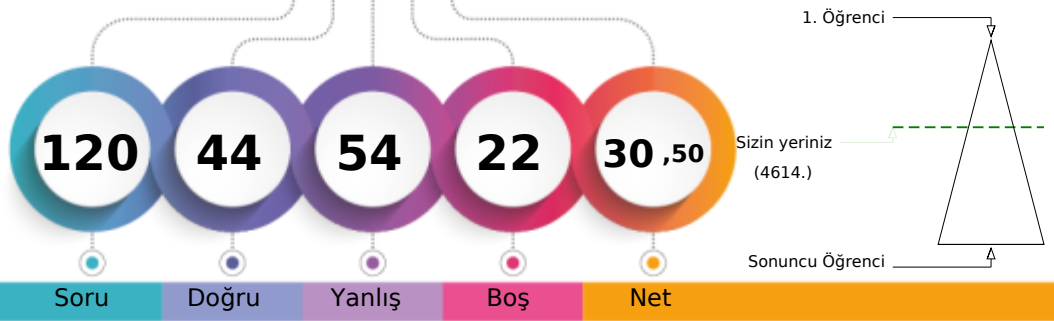 120
44
54
22
30 ,50
Soru
Doğru
Yanlış
Boş
Net
1. Öğrenci
Sizin yeriniz
(4614.)
Sonuncu Öğrenci